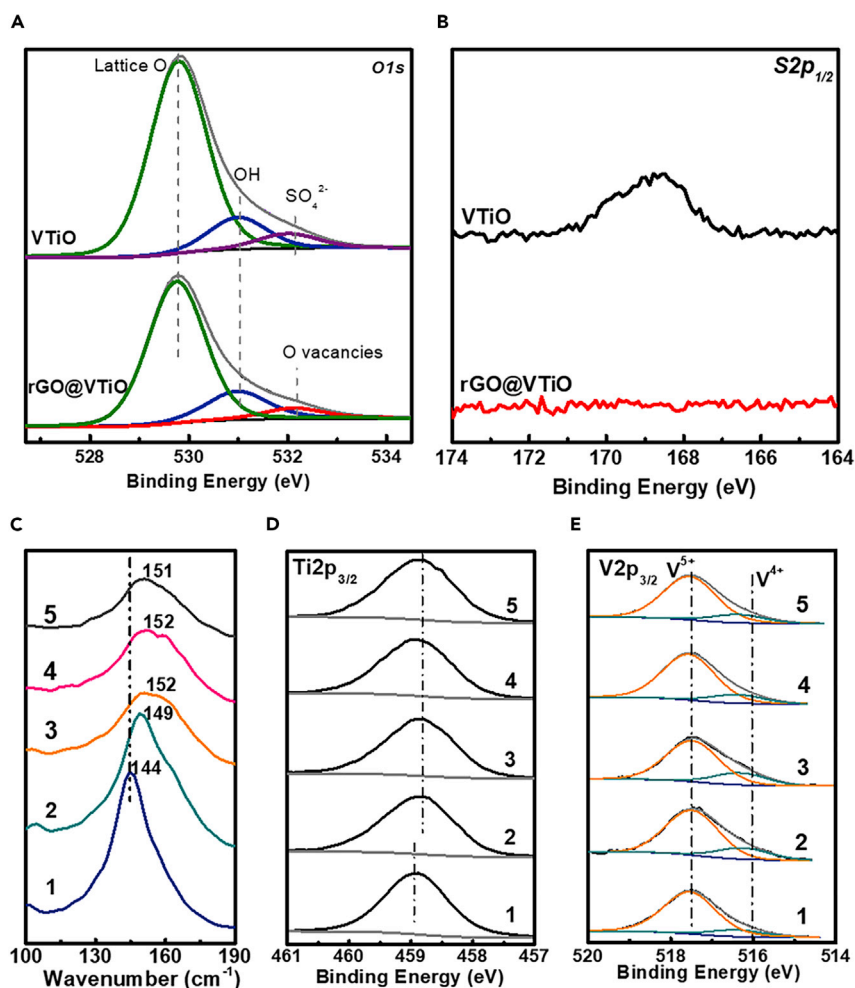 A
O1s
Lattice O
OH
SO₄²⁻
VTiO
O vacancies
rGO@VTiO
528 530 532 534
Binding Energy (eV)
B
S2p₁/₂
VTiO
rGO@VTiO
174 172 170 168 166 164
Binding Energy (eV)
C
151
5
152
4
152
3
149
2
144
1
100 130 160 190
Wavenumber (cm⁻¹)
D
Ti2p₃/₂
5
4
3
2
1
461 460 459 458 457
Binding Energy (eV)
E
V2p₃/₂ V⁵⁺ V⁴⁺
5
4
3
2
1
520 518 516 514
Binding Energy (eV)